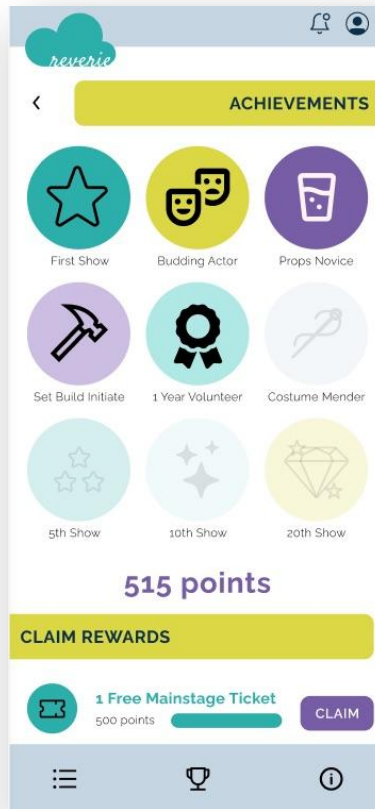 reverie
ACHIEVEMENTS
First Show
Budding Actor
Props Novice
Set Build Initiate
1 Year Volunteer
Costume Mender
5th Show
10th Show
20th Show
515 points
CLAIM REWARDS
1 Free Mainstage Ticket
500 points
CLAIM